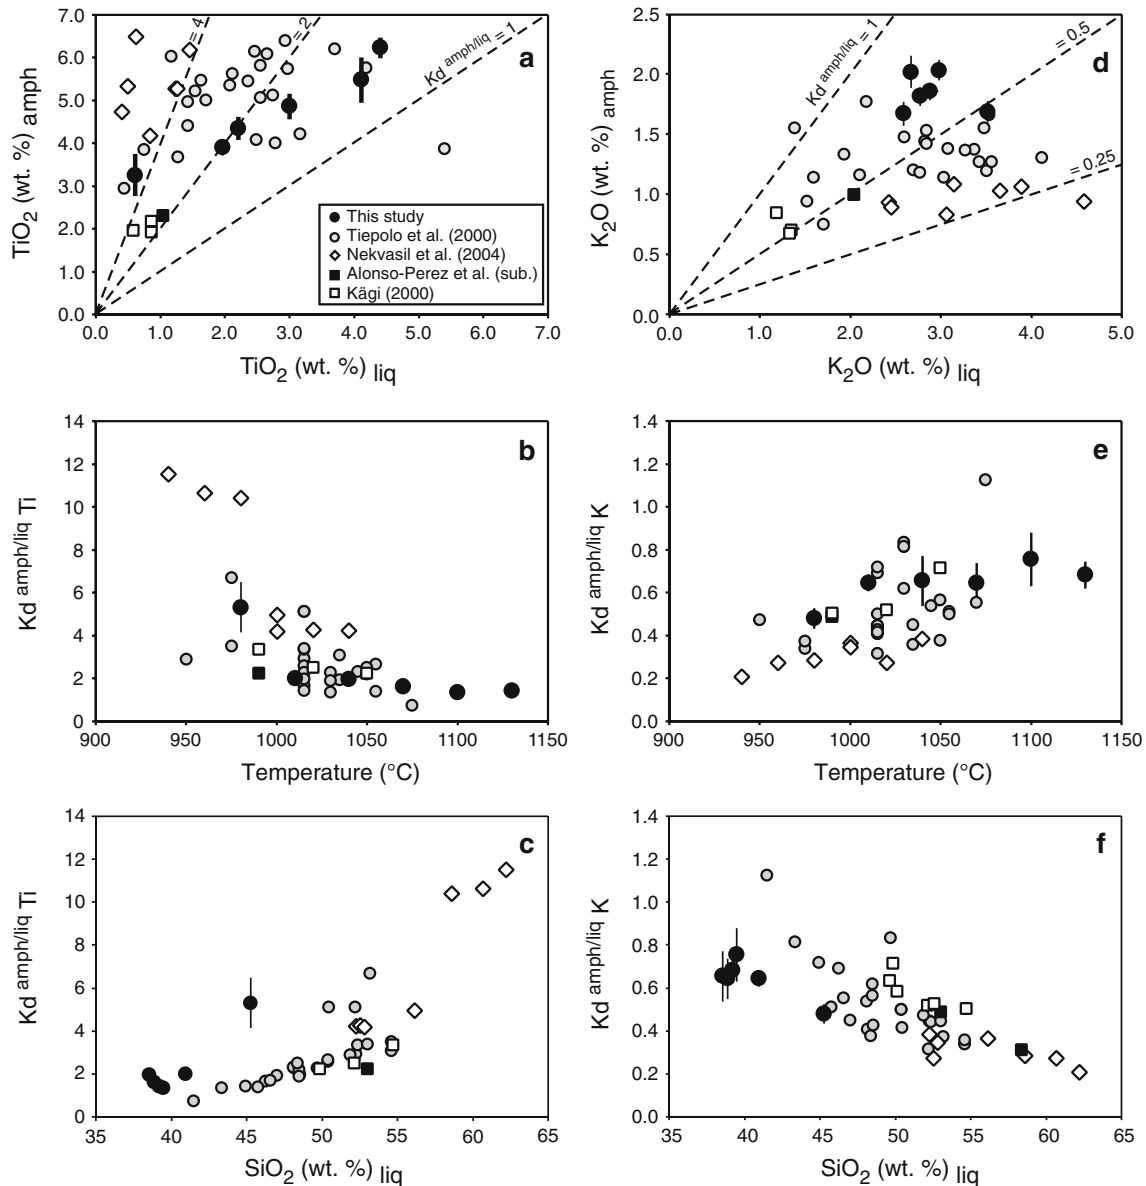 7.0
6.0
5.0
4.0
3.0
2.0
1.0
0.0
TiO2 (wt. %) amph
= 4
= 2
Kd amph/liq = 1
a
This study
Tiepolo et al. (2000)
Nekvasil et al. (2004)
Alonso-Perez et al. (sub.)
Kägi (2000)
0.0 1.0 2.0 3.0 4.0 5.0 6.0 7.0
TiO2 (wt. %) liq
2.5
2.0
1.5
1.0
0.5
0.0
K2O (wt. %) amph
Kd amph/liq = 1
= 0.5
= 0.25
d
0.0 1.0 2.0 3.0 4.0 5.0
K2O (wt. %) liq
14
12
10
8
6
4
2
0
Kd amph/liq Ti
b
900 950 1000 1050 1100 1150
Temperature (°C)
1.4
1.2
1.0
0.8
0.6
0.4
0.2
0.0
Kd amph/liq K
e
900 950 1000 1050 1100 1150
Temperature (°C)
14
12
10
8
6
4
2
0
Kd amph/liq Ti
c
35 40 45 50 55 60 65
SiO2 (wt. %) liq
1.4
1.2
1.0
0.8
0.6
0.4
0.2
0.0
Kd amph/liq K
f
35 40 45 50 55 60 65
SiO2 (wt. %) liq